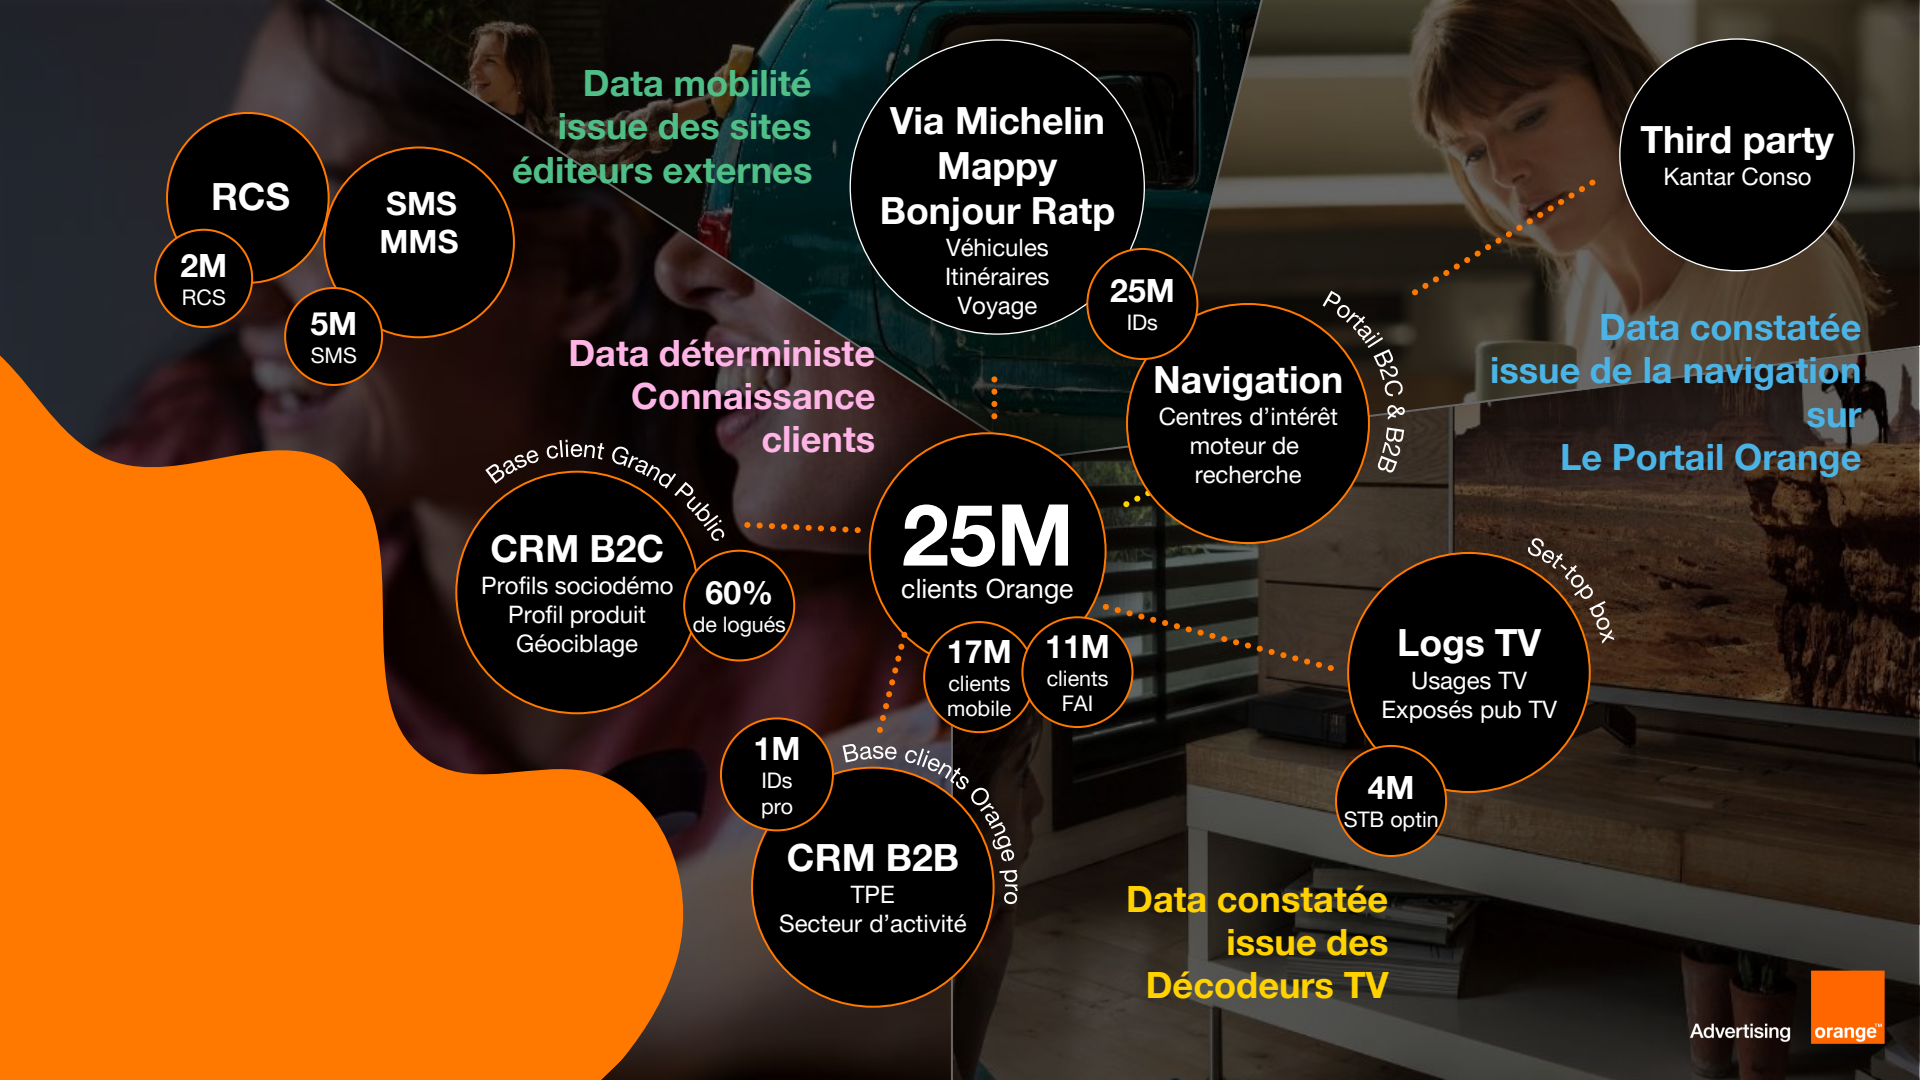 Data mobilité
issue des sites
éditeurs externes
Via Michelin
Mappy
Bonjour Ratp
Véhicules
Itinéraires
Voyage
25M
IDs
Third party
Kantar Conso
RCS
2M
RCS
SMS
MMS
5M
SMS
Data déterministe
Connaissance
clients
Portail B2C & B2B
Navigation
Centres d’intérêt
moteur de
recherche
Data constatée
issue de la navigation
sur
Le Portail Orange
Base client Grand Public
CRM B2C
Profils sociodémo
Profil produit
Géociblage
60%
de logués
25M
clients Orange
17M
clients
mobile
11M
clients
FAI
Set-top box
Logs TV
Usages TV
Exposés pub TV
4M
STB optin
1M
IDs
pro
Base clients Orange pro
CRM B2B
TPE
Secteur d’activité
Data constatée
issue des
Décodeurs TV
Advertising
orange™